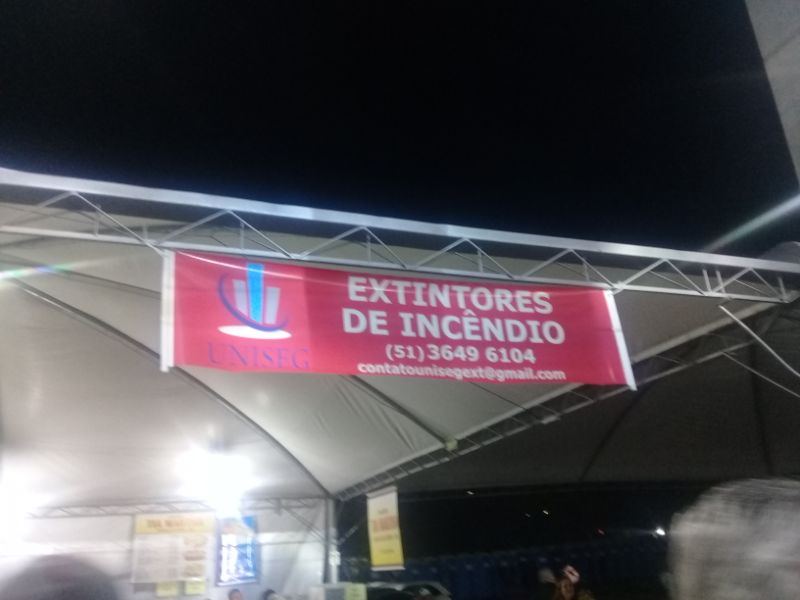 UNISEG
EXTINTORES
DE INCÊNDIO
(51) 3649 6104
contatounisegext@gmail.com